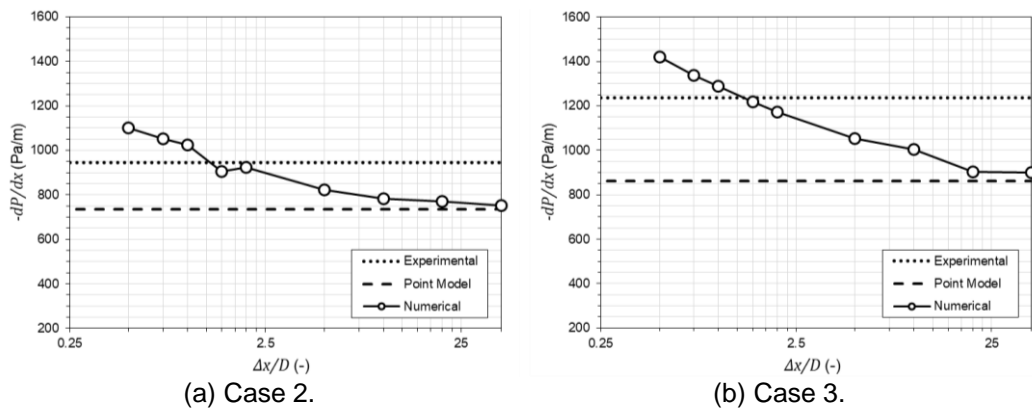 1600
1400
1200
1000
800
600
400
200
-dP/dx (Pa/m)
Experimental
Point Model
Numerical
0.25
2.5
25
Δx/D (-)
(a) Case 2.
1600
1400
1200
1000
800
600
400
200
-dP/dx (Pa/m)
Experimental
Point Model
Numerical
0.25
2.5
25
Δx/D (-)
(b) Case 3.